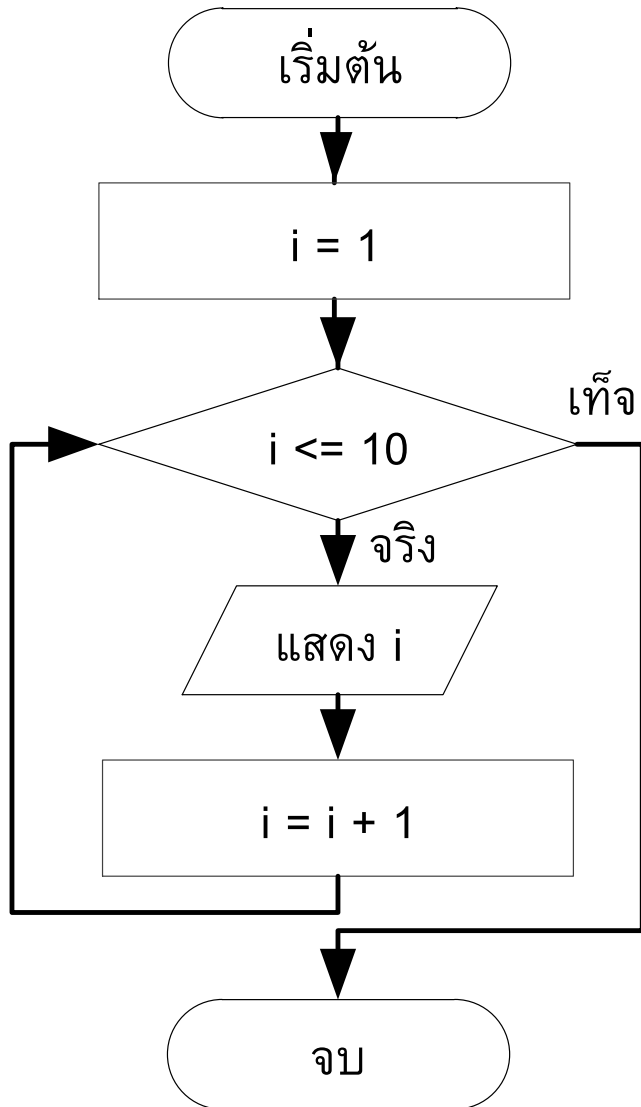 เริ่มต้น
i = 1
i <= 10
เท็จ
จริง
แสดง i
i = i + 1
จบ